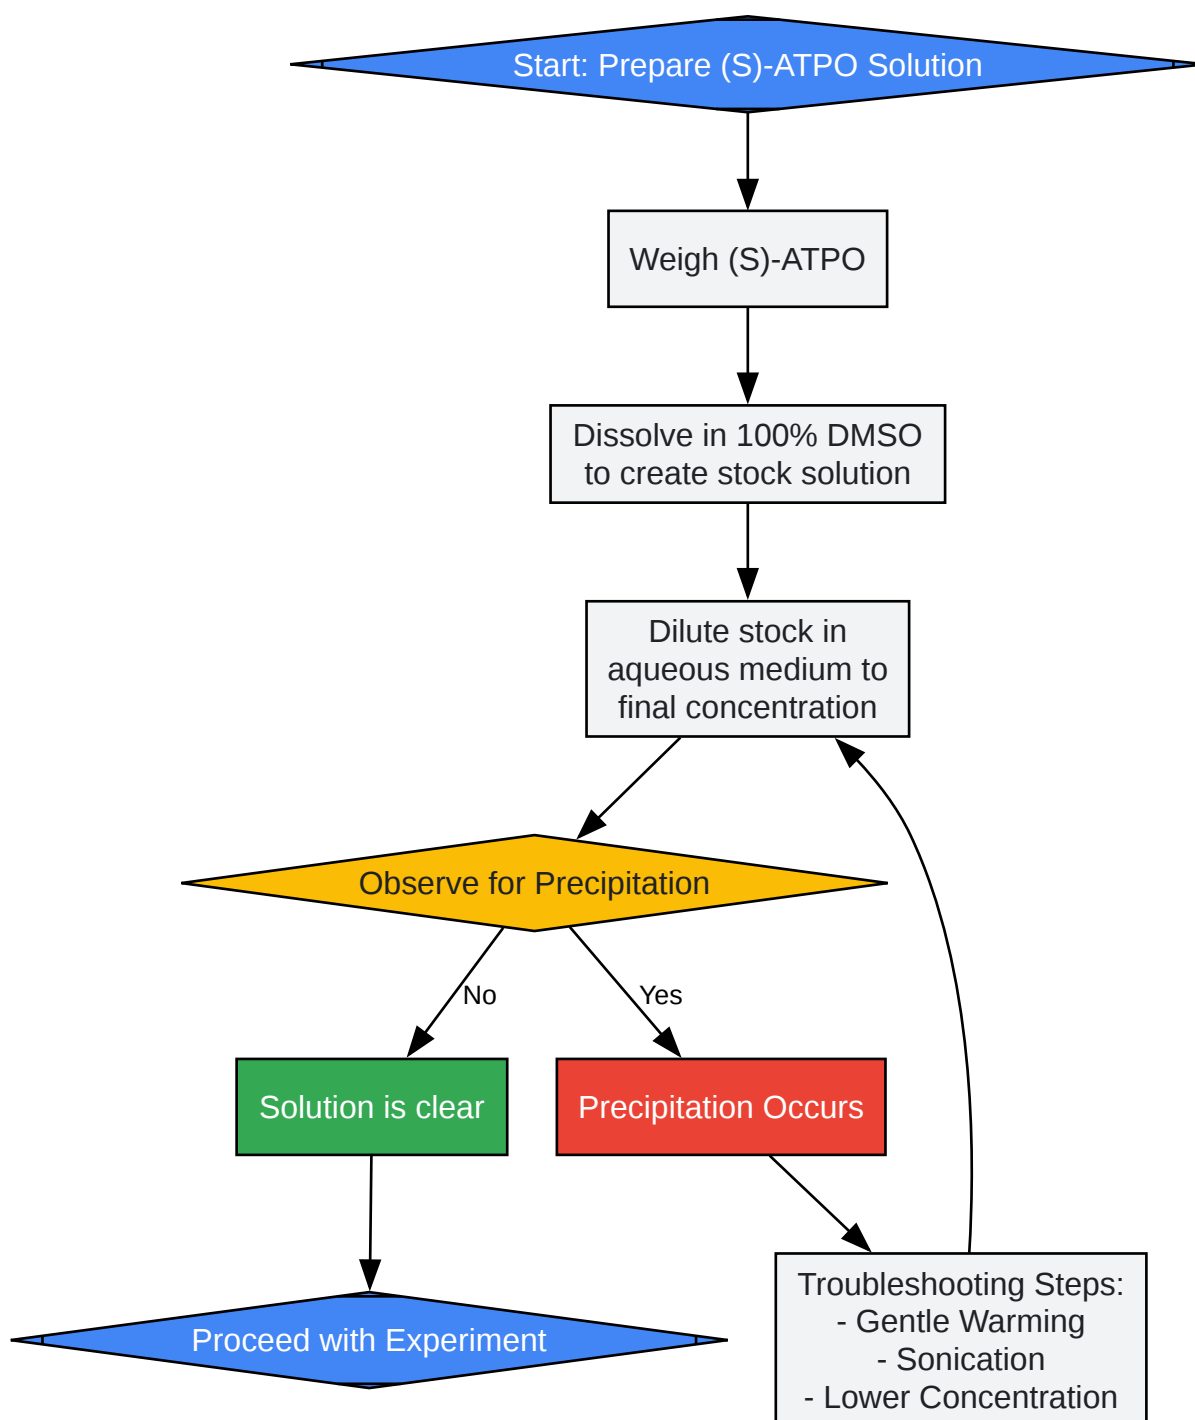 Start: Prepare (S)-ATPO Solution
Weigh (S)-ATPO
Dissolve in 100% DMSO
to create stock solution
Dilute stock in
aqueous medium to
final concentration
Observe for Precipitation
No
Yes
Solution is clear
Precipitation Occurs
Troubleshooting Steps:
- Gentle Warming
- Sonication
- Lower Concentration
Proceed with Experiment